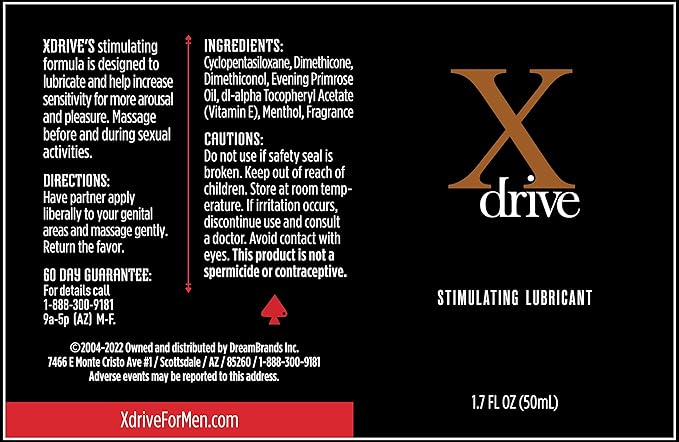 XDRIVE'S stimulating
formula is designed to
lubricate and help increase
sensitivity for more arousal
and pleasure. Massage
before and during sexual
activities.
DIRECTIONS:
Have partner apply
liberally to your genital
areas and massage gently.
Return the favor.
60 DAY GUARANTEE:
For details call
1-888-300-9181
9a-5p (AZ) M-F.
INGREDIENTS:
Cyclopentasiloxane, Dimethicone,
Dimethiconol, Evening Primrose
Oil, dl-alpha Tocopheryl Acetate
(Vitamin E), Menthol, Fragrance
CAUTIONS:
Do not use if safety seal is
broken. Keep out of reach of
children. Store at room temp-
erature. If irritation occurs,
discontinue use and consult
a doctor. Avoid contact with
eyes. This product is not a
spermicide or contraceptive.
©2004-2022 Owned and distributed by DreamBrands Inc.
7466 E Monte Cristo Ave #1 / Scottsdale / AZ / 85260 / 1-888-300-9181
Adverse events may be reported to this address.
XdriveForMen.com
X
drive
STIMULATING LUBRICANT
1.7 FL OZ (50mL)